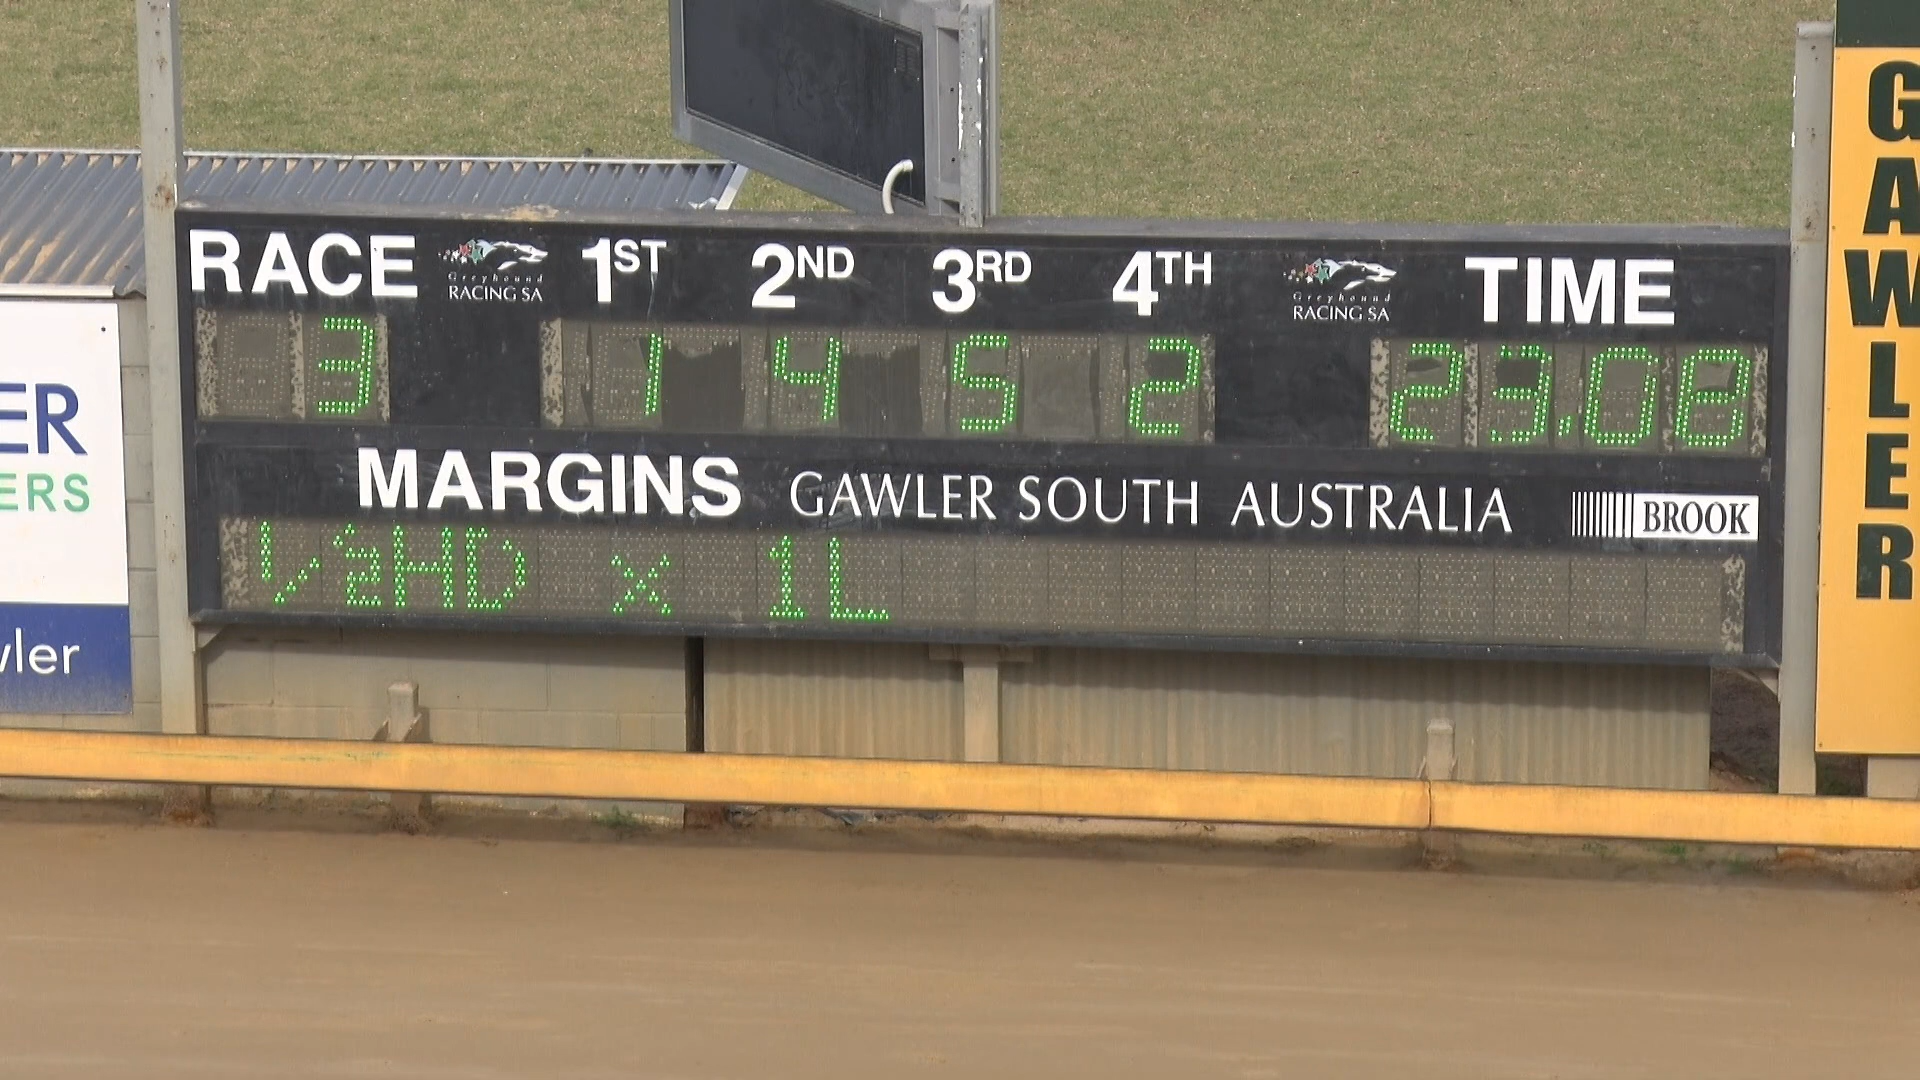 RACE 1ST 2ND 3RD 4TH TIME
Greyhound
RACING SA
Greyhound
RACING SA
3 1 4 5 2 23.08
MARGINS GAWLER SOUTH AUSTRALIA BROOK
1/2HD x 1L
ER
ERS
wler
GAWLER